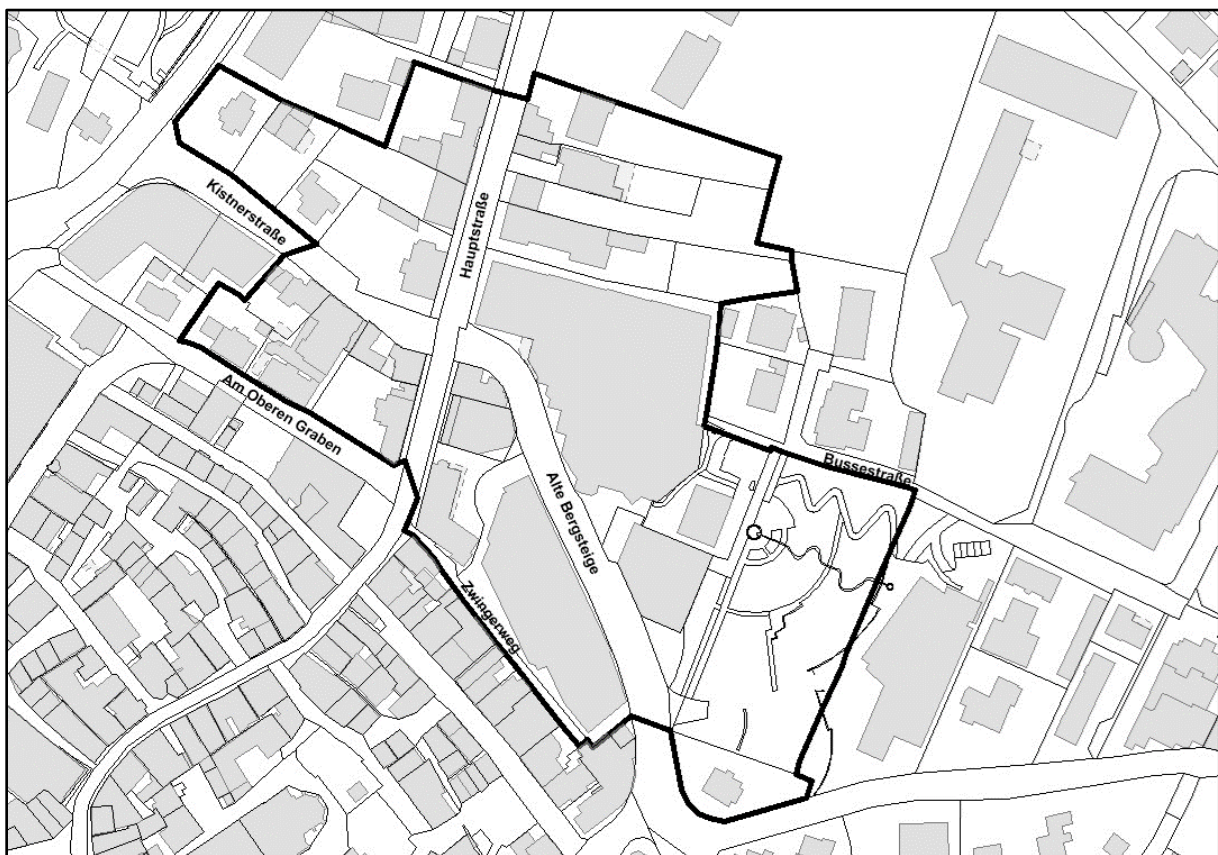 Kistnerstraße
Hauptstraße
Am Oberen Graben
Bussestraße
Alte Bergsteige
Zwingerweg